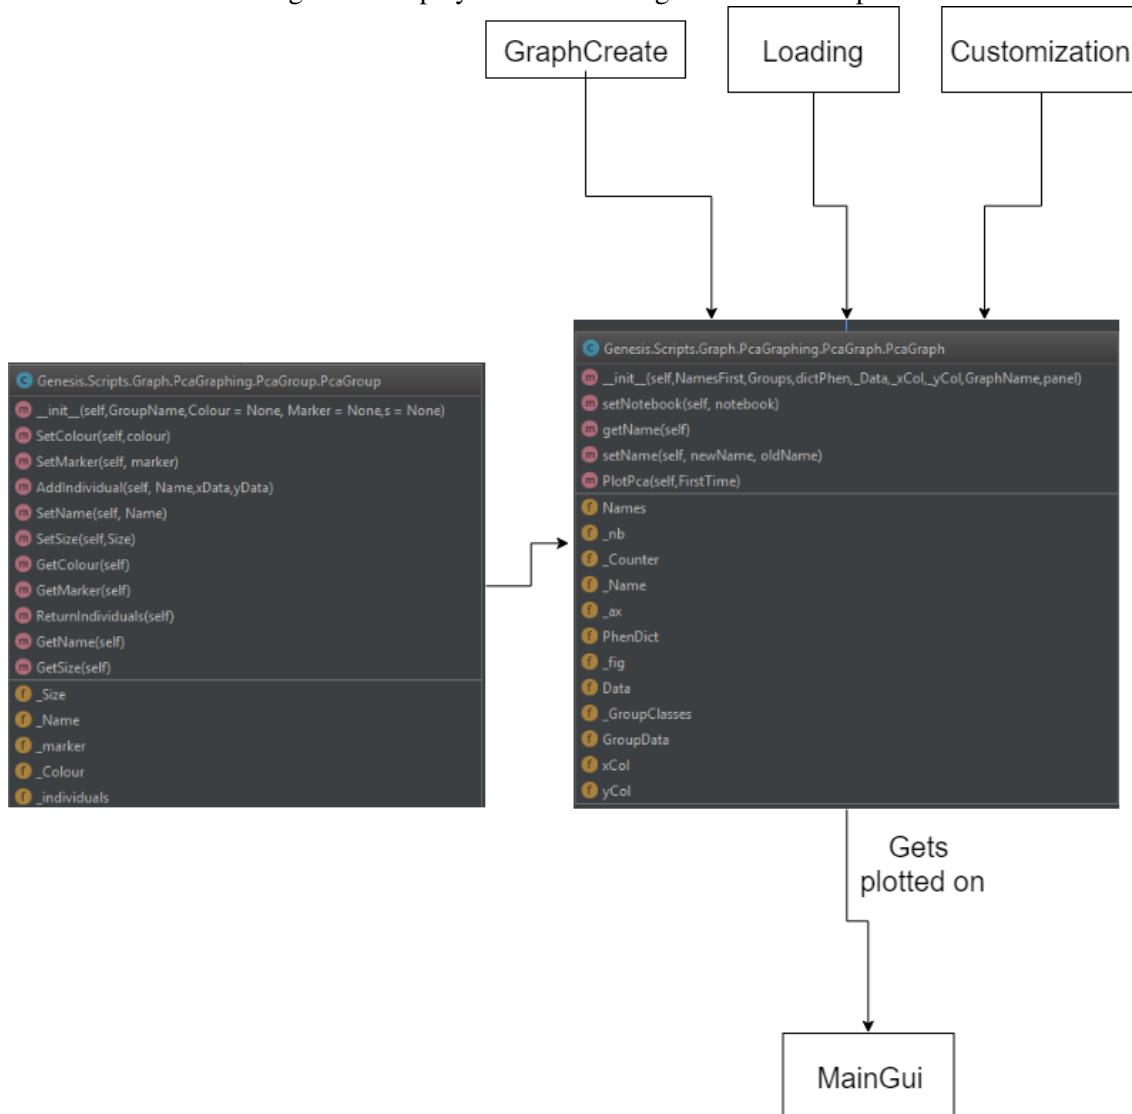 GraphCreate
Loading
Customization
Genesis.Scripts.Graph.PcaGraphing.PcaGroup.PcaGroup
__init__(self,GroupName,Colour = None, Marker = None,s = None)
SetColour(self,colour)
SetMarker(self, marker)
AddIndividual(self, Name,xData,yData)
SetName(self, Name)
SetSize(self,Size)
GetColour(self)
GetMarker(self)
ReturnIndividuals(self)
GetName(self)
GetSize(self)
_Size
_Name
_marker
_Colour
_individuals
Genesis.Scripts.Graph.PcaGraphing.PcaGraph.PcaGraph
__init__(self,NamesFirst,Groups,dictPhen,_Data,_xCol,_yCol,GraphName,panel)
setNotebook(self, notebook)
getName(self)
setName(self, newName, oldName)
PlotPca(self,FirstTime)
Names
_nb
_Counter
_Name
_ax
PhenDict
_fig
Data
_GroupClasses
GroupData
xCol
yCol
Gets
plotted on
MainGui